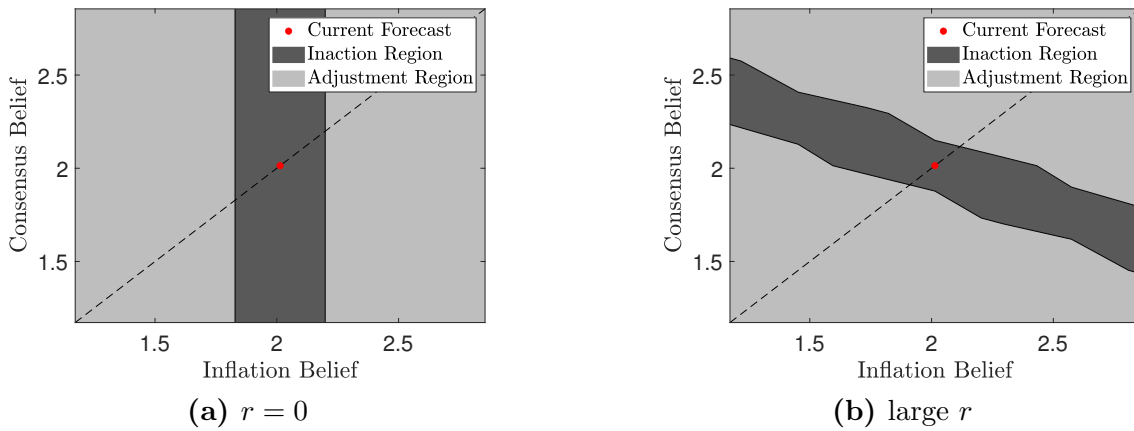 Current Forecast
Inaction Region
Adjustment Region
Consensus Belief
2.5
2
1.5
1.5 2 2.5
Inflation Belief
(a) r = 0
Current Forecast
Inaction Region
Adjustment Region
Consensus Belief
2.5
2
1.5
1.5 2 2.5
Inflation Belief
(b) large r